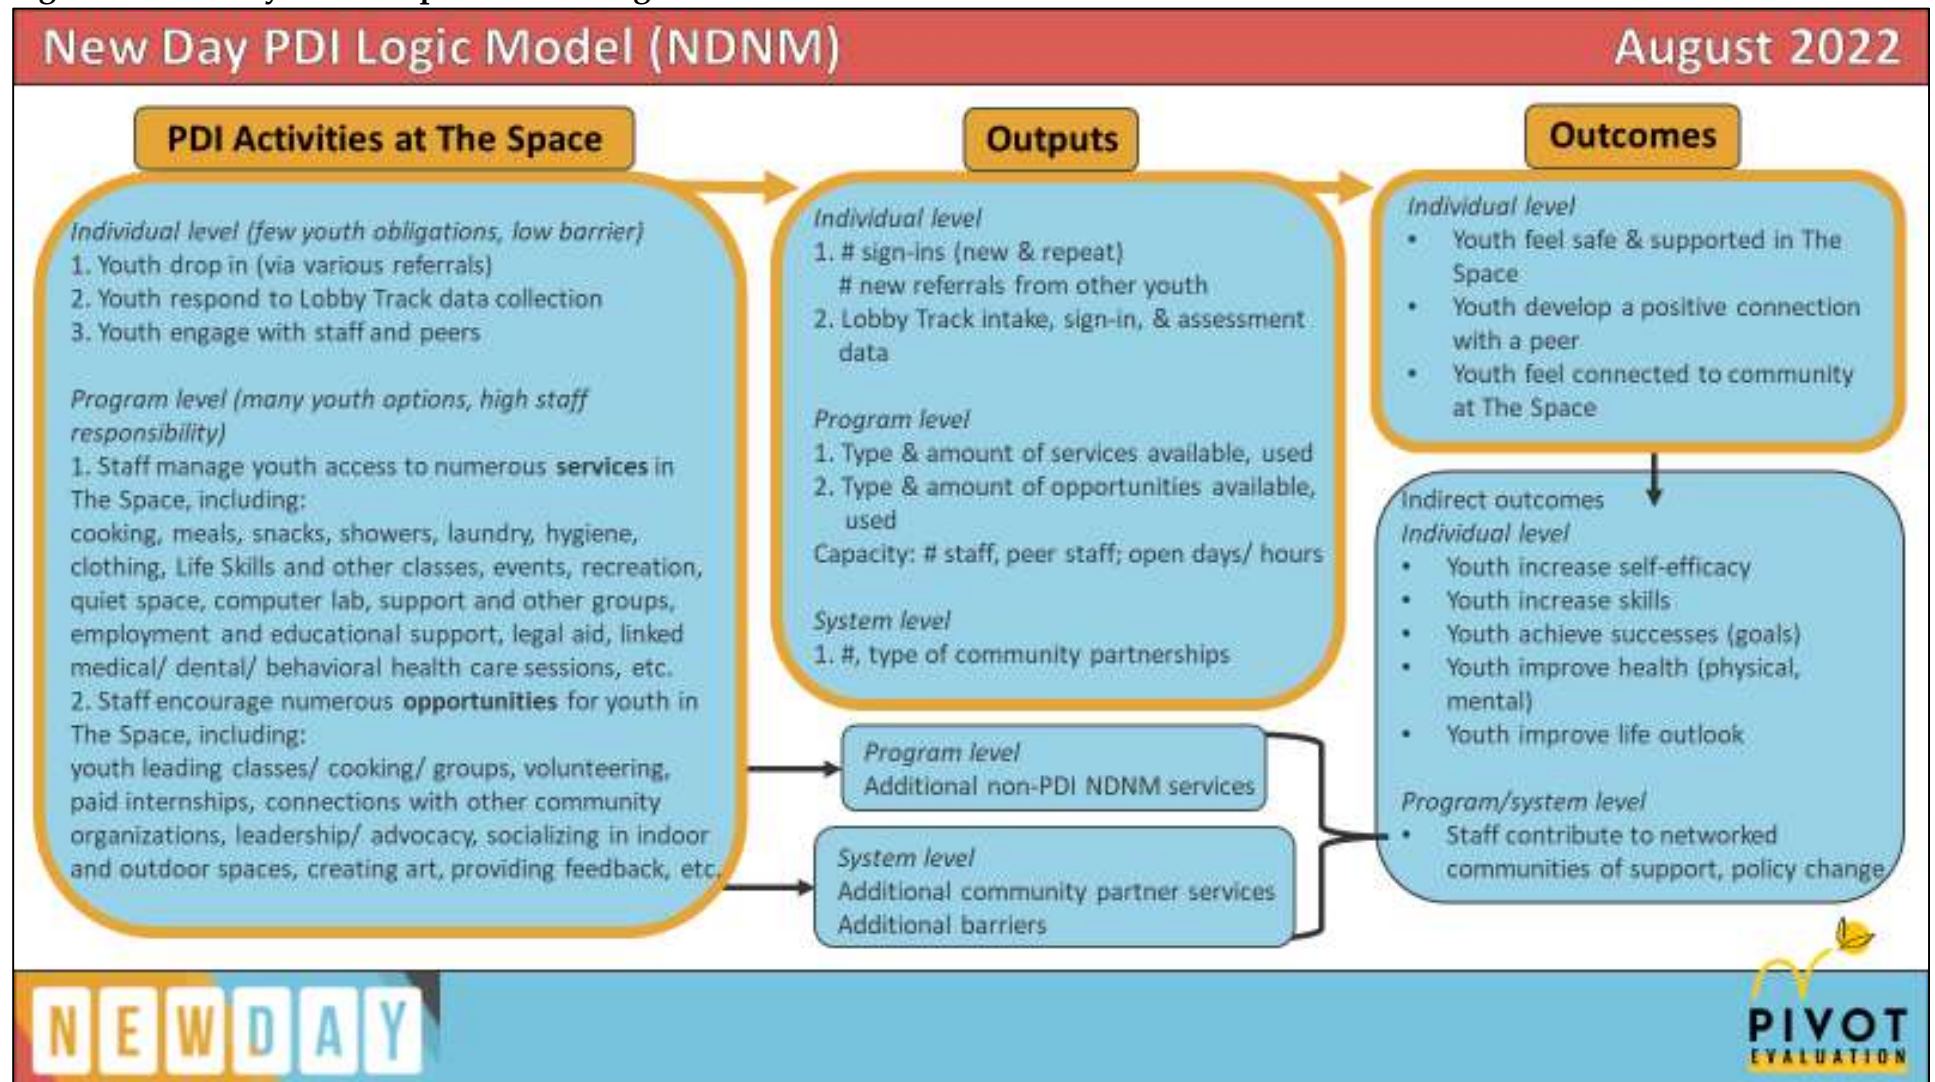 New Day PDI Logic Model (NDNM)
August 2022
PDI Activities at The Space
Individual level (few youth obligations, low barrier)
1. Youth drop in (via various referrals)
2. Youth respond to Lobby Track data collection
3. Youth engage with staff and peers
Program level (many youth options, high staff
responsibility)
1. Staff manage youth access to numerous services in
The Space, including:
cooking, meals, snacks, showers, laundry, hygiene,
clothing, Life Skills and other classes, events, recreation,
quiet space, computer lab, support and other groups,
employment and educational support, legal aid, linked
medical/ dental/ behavioral health care sessions, etc.
2. Staff encourage numerous opportunities for youth in
The Space, including:
youth leading classes/ cooking/ groups, volunteering,
paid internships, connections with other community
organizations, leadership/ advocacy, socializing in indoor
and outdoor spaces, creating art, providing feedback, etc.
Outputs
Individual level
1. # sign-ins (new & repeat)
# new referrals from other youth
2. Lobby Track intake, sign-in, & assessment
data
Program level
1. Type & amount of services available, used
2. Type & amount of opportunities available,
used
Capacity: # staff, peer staff; open days/ hours
System level
1. #, type of community partnerships
Program level
Additional non-PDI NDNM services
System level
Additional community partner services
Additional barriers
Outcomes
Individual level
• Youth feel safe & supported in The
Space
• Youth develop a positive connection
with a peer
• Youth feel connected to community
at The Space
Indirect outcomes
Individual level
• Youth increase self-efficacy
• Youth increase skills
• Youth achieve successes (goals)
• Youth improve health (physical,
mental)
• Youth improve life outlook
Program/system level
• Staff contribute to networked
communities of support, policy change
NEWDAY
PIVOT
EVALUATION